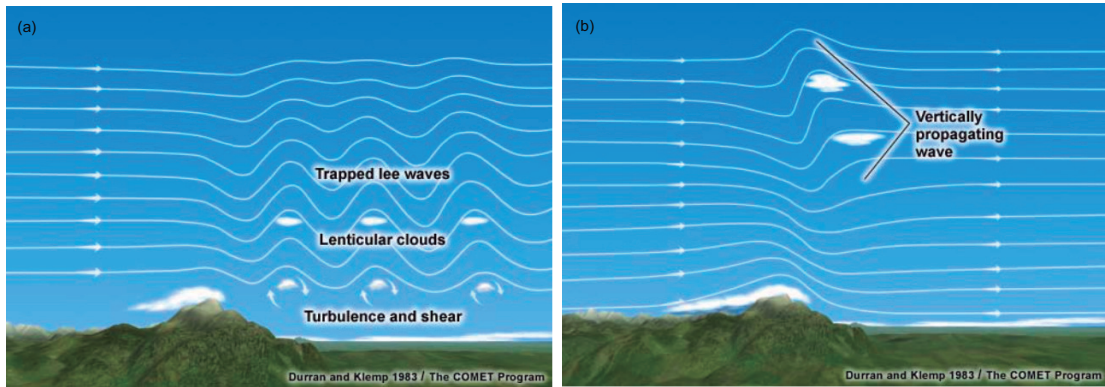 (a)
Trapped lee waves
Lenticular clouds
Turbulence and shear
Durran and Klemp 1983 / The COMET Program
(b)
Vertically
propagating
wave
Durran and Klemp 1983 / The COMET Program